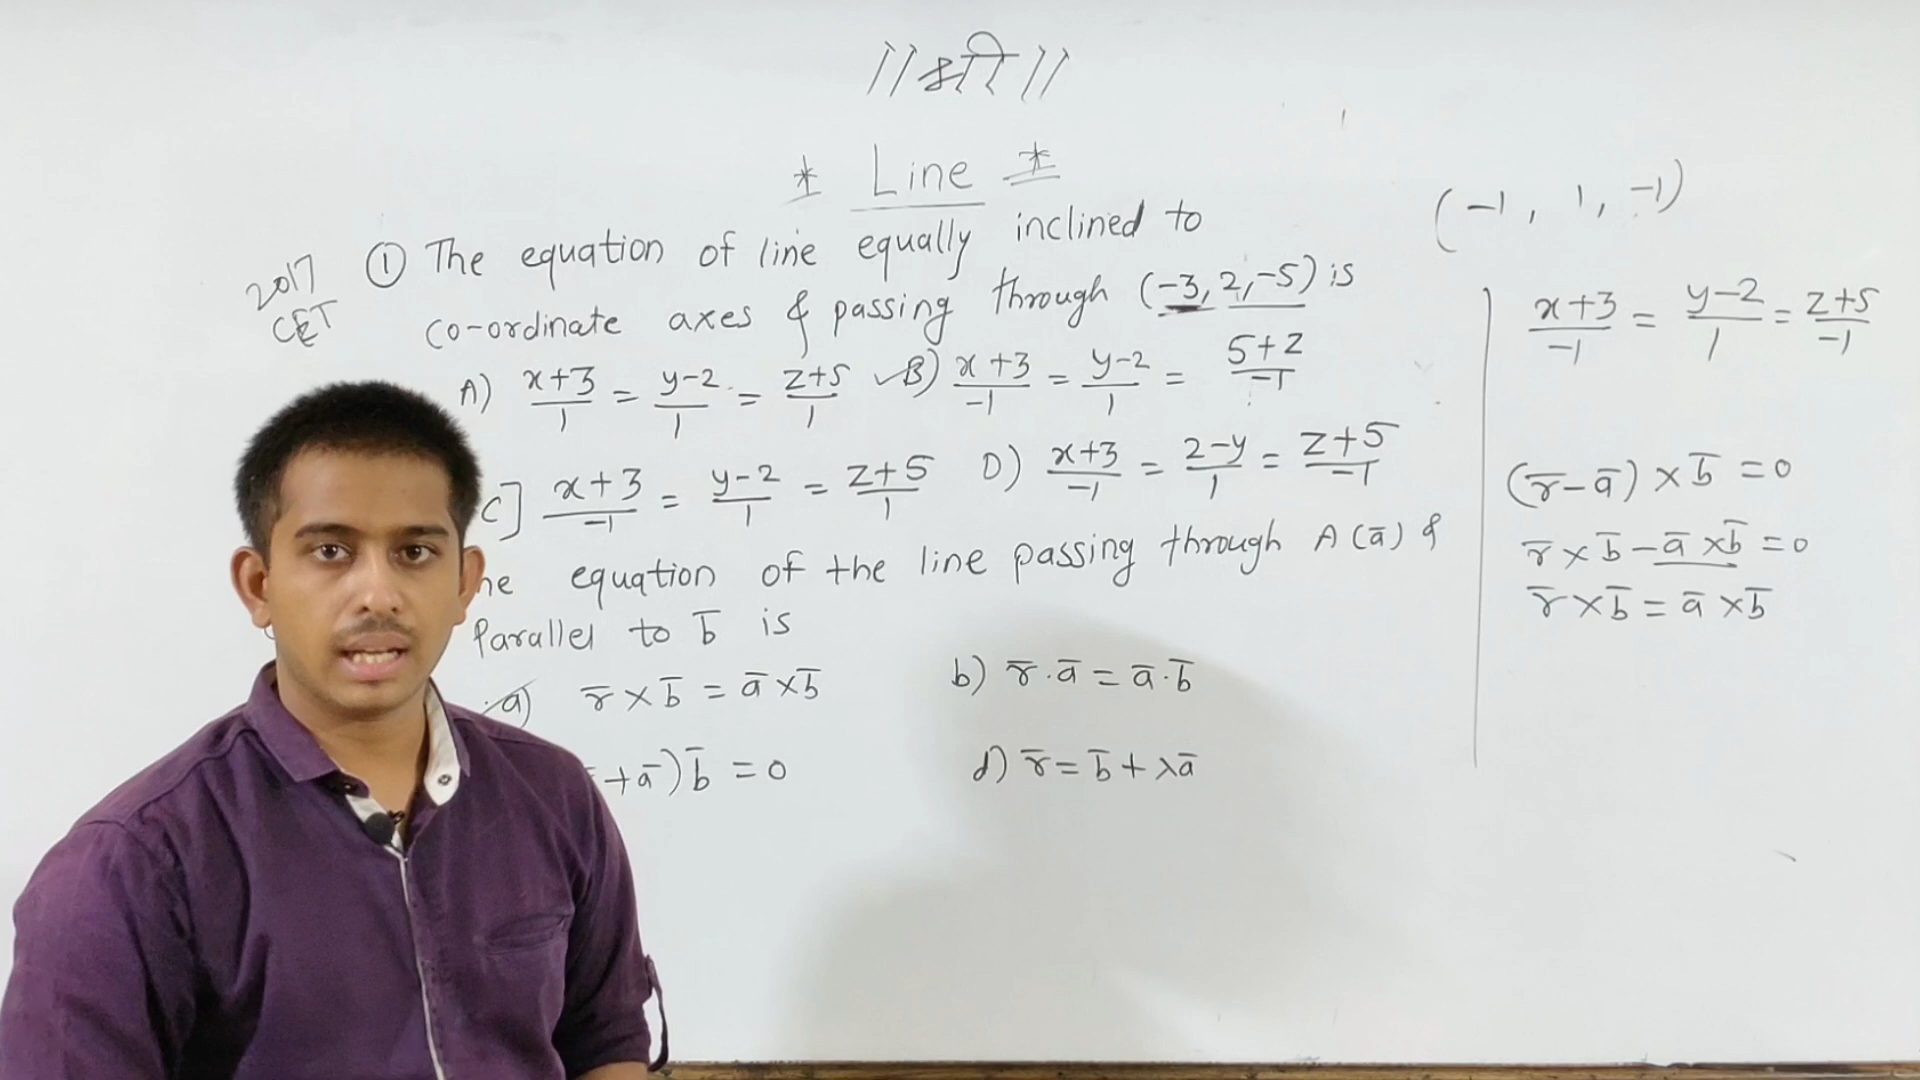 ||श्री||
* Line *
2017 CET
① The equation of line equally inclined to
co-ordinate axes & passing through (-3, 2, -5) is
A) x+3/1 = y-2/1 = z+5/1 ✓B) x+3/-1 = y-2/1 = 5+z/-1
C] x+3/-1 = y-2/1 = z+5/1 D) x+3/-1 = 2-y/1 = z+5/-1
he equation of the line passing through A(a̅) &
Parallel to b̅ is
✓a) r̅ × b̅ = a̅ × b̅ b) r̅ . a̅ = a̅ . b̅
+a̅) b̅ = 0 d) r̅ = b̅ + λa̅
(-1, 1, -1)
x+3/-1 = y-2/1 = z+5/-1
(r̅ - a̅) × b̅ = 0
r̅ × b̅ - a̅ × b̅ = 0
r̅ × b̅ = a̅ × b̅